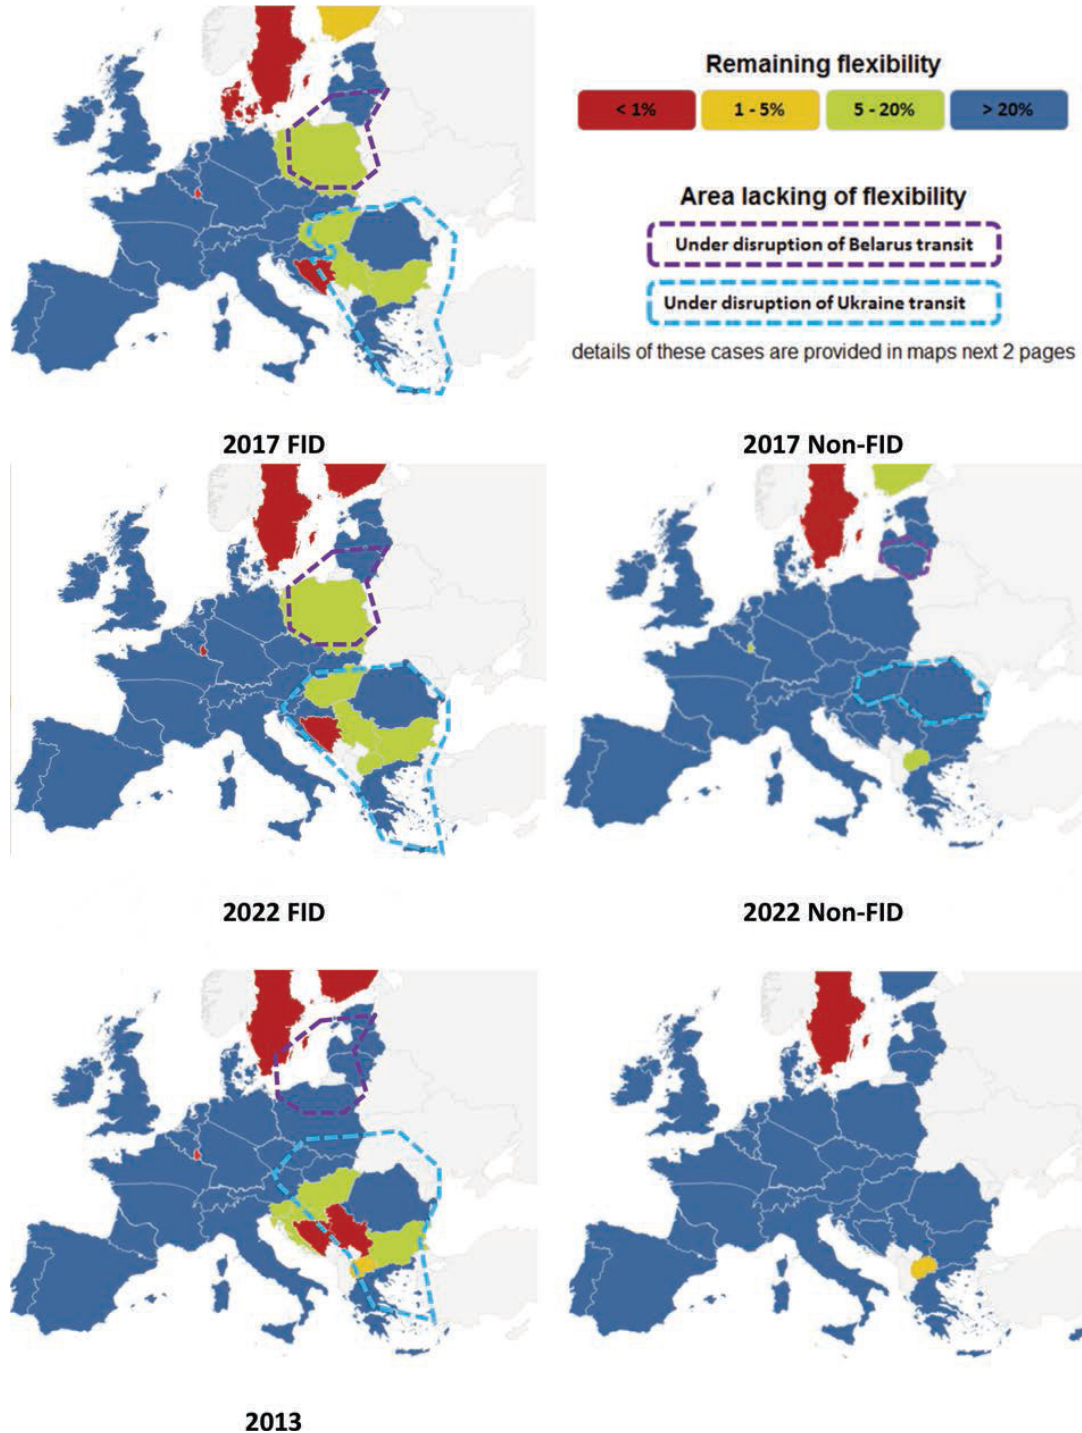 Remaining flexibility
< 1%
1 - 5%
5 - 20%
> 20%
Area lacking of flexibility
Under disruption of Belarus transit
Under disruption of Ukraine transit
details of these cases are provided in maps next 2 pages
2017 FID
2017 Non-FID
2022 FID
2022 Non-FID
2013